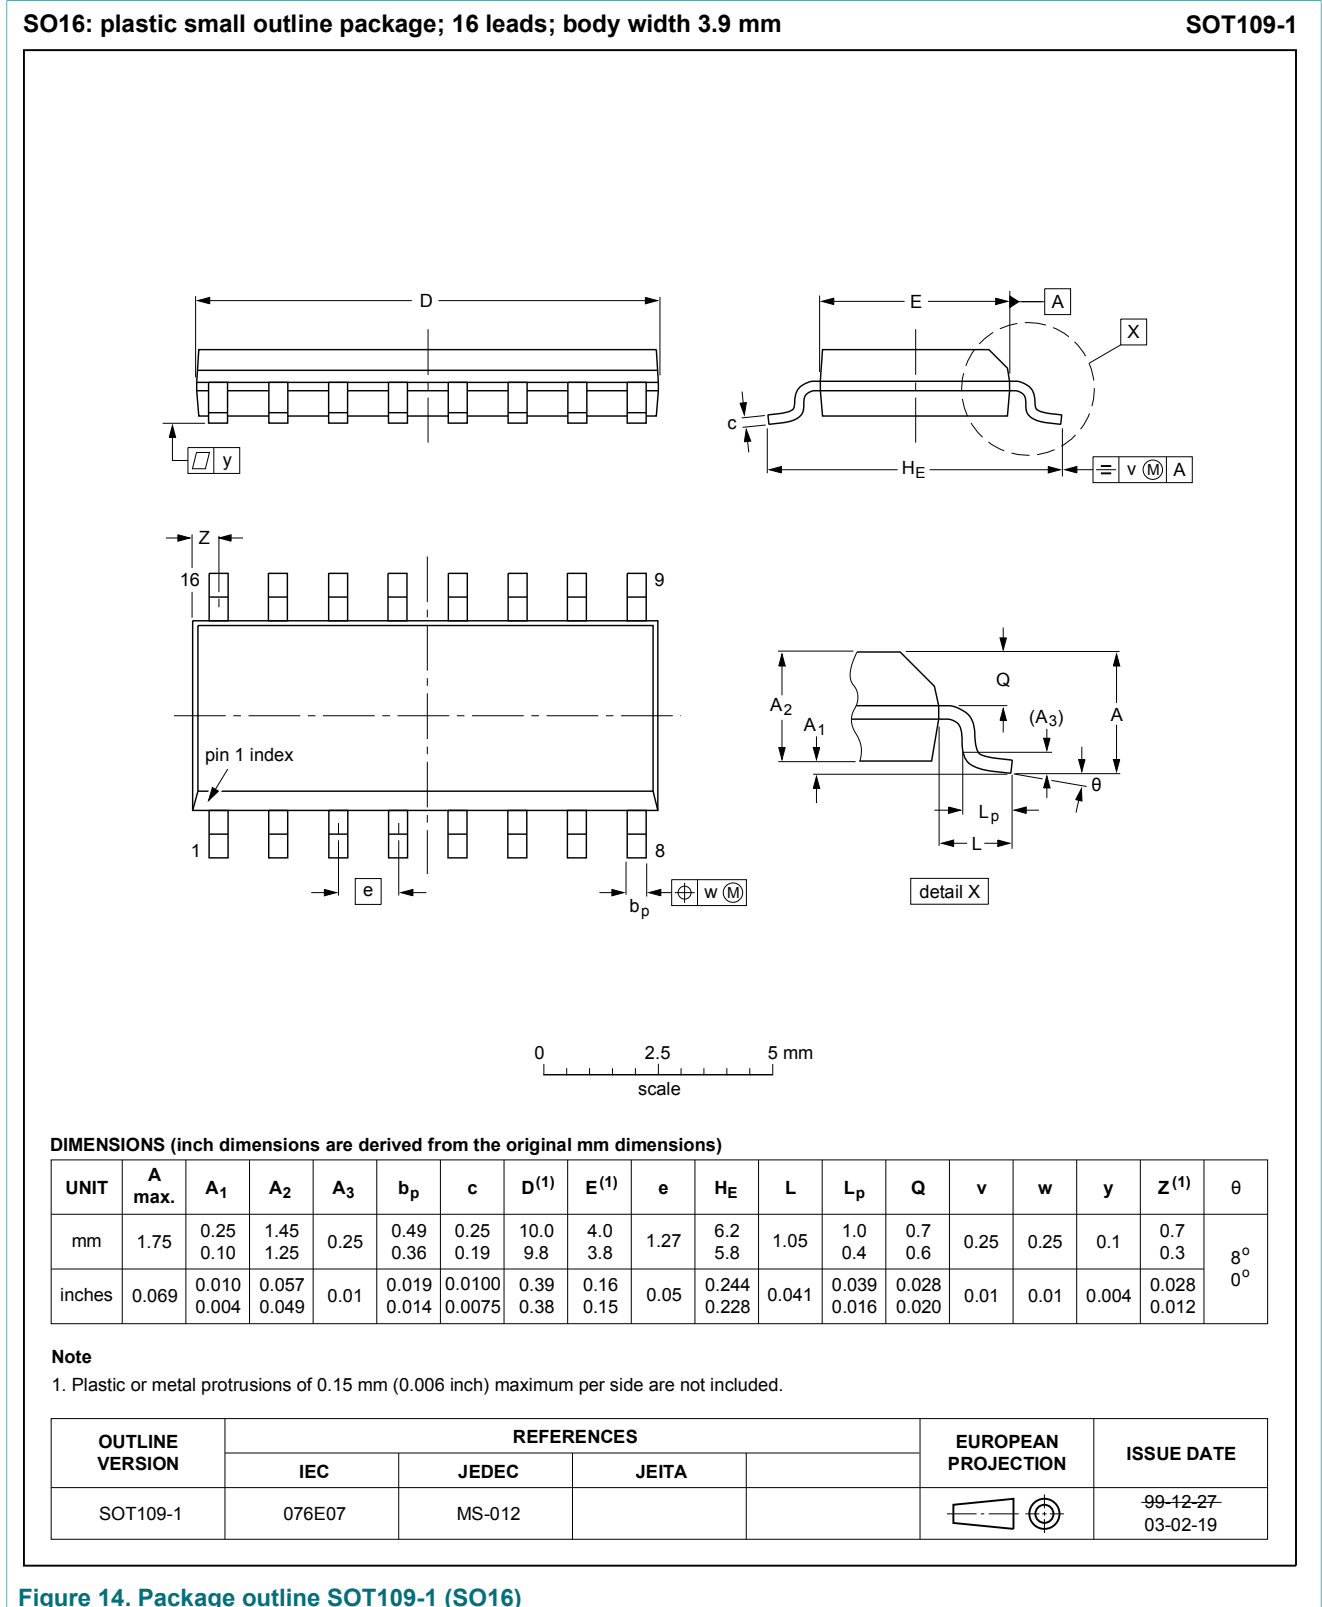 SO16: plastic small outline package; 16 leads; body width 3.9 mm SOT109-1
D
y
E A
X
c
HE v M A
Z
16 9
pin 1 index
1 8
e
bp w M
Q
A2
A1
(A3)
A
θ
Lp
L
detail X
0 2.5 5 mm
scale
DIMENSIONS (inch dimensions are derived from the original mm dimensions)
UNIT A max. A1 A2 A3 bp c D(1) E(1) e HE L Lp Q v w y Z(1) θ
mm 1.75 0.25 0.10 1.45 1.25 0.25 0.49 0.36 0.25 0.19 10.0 9.8 4.0 3.8 1.27 6.2 5.8 1.05 1.0 0.4 0.7 0.6 0.25 0.25 0.1 0.7 0.3 8° 0°
inches 0.069 0.010 0.004 0.057 0.049 0.01 0.019 0.014 0.0100 0.0075 0.39 0.38 0.16 0.15 0.05 0.244 0.228 0.041 0.039 0.016 0.028 0.020 0.01 0.01 0.004 0.028 0.012
Note
1. Plastic or metal protrusions of 0.15 mm (0.006 inch) maximum per side are not included.
OUTLINE VERSION REFERENCES EUROPEAN PROJECTION ISSUE DATE
IEC JEDEC JEITA
SOT109-1 076E07 MS-012 99-12-27
03-02-19
Figure 14. Package outline SOT109-1 (SO16)